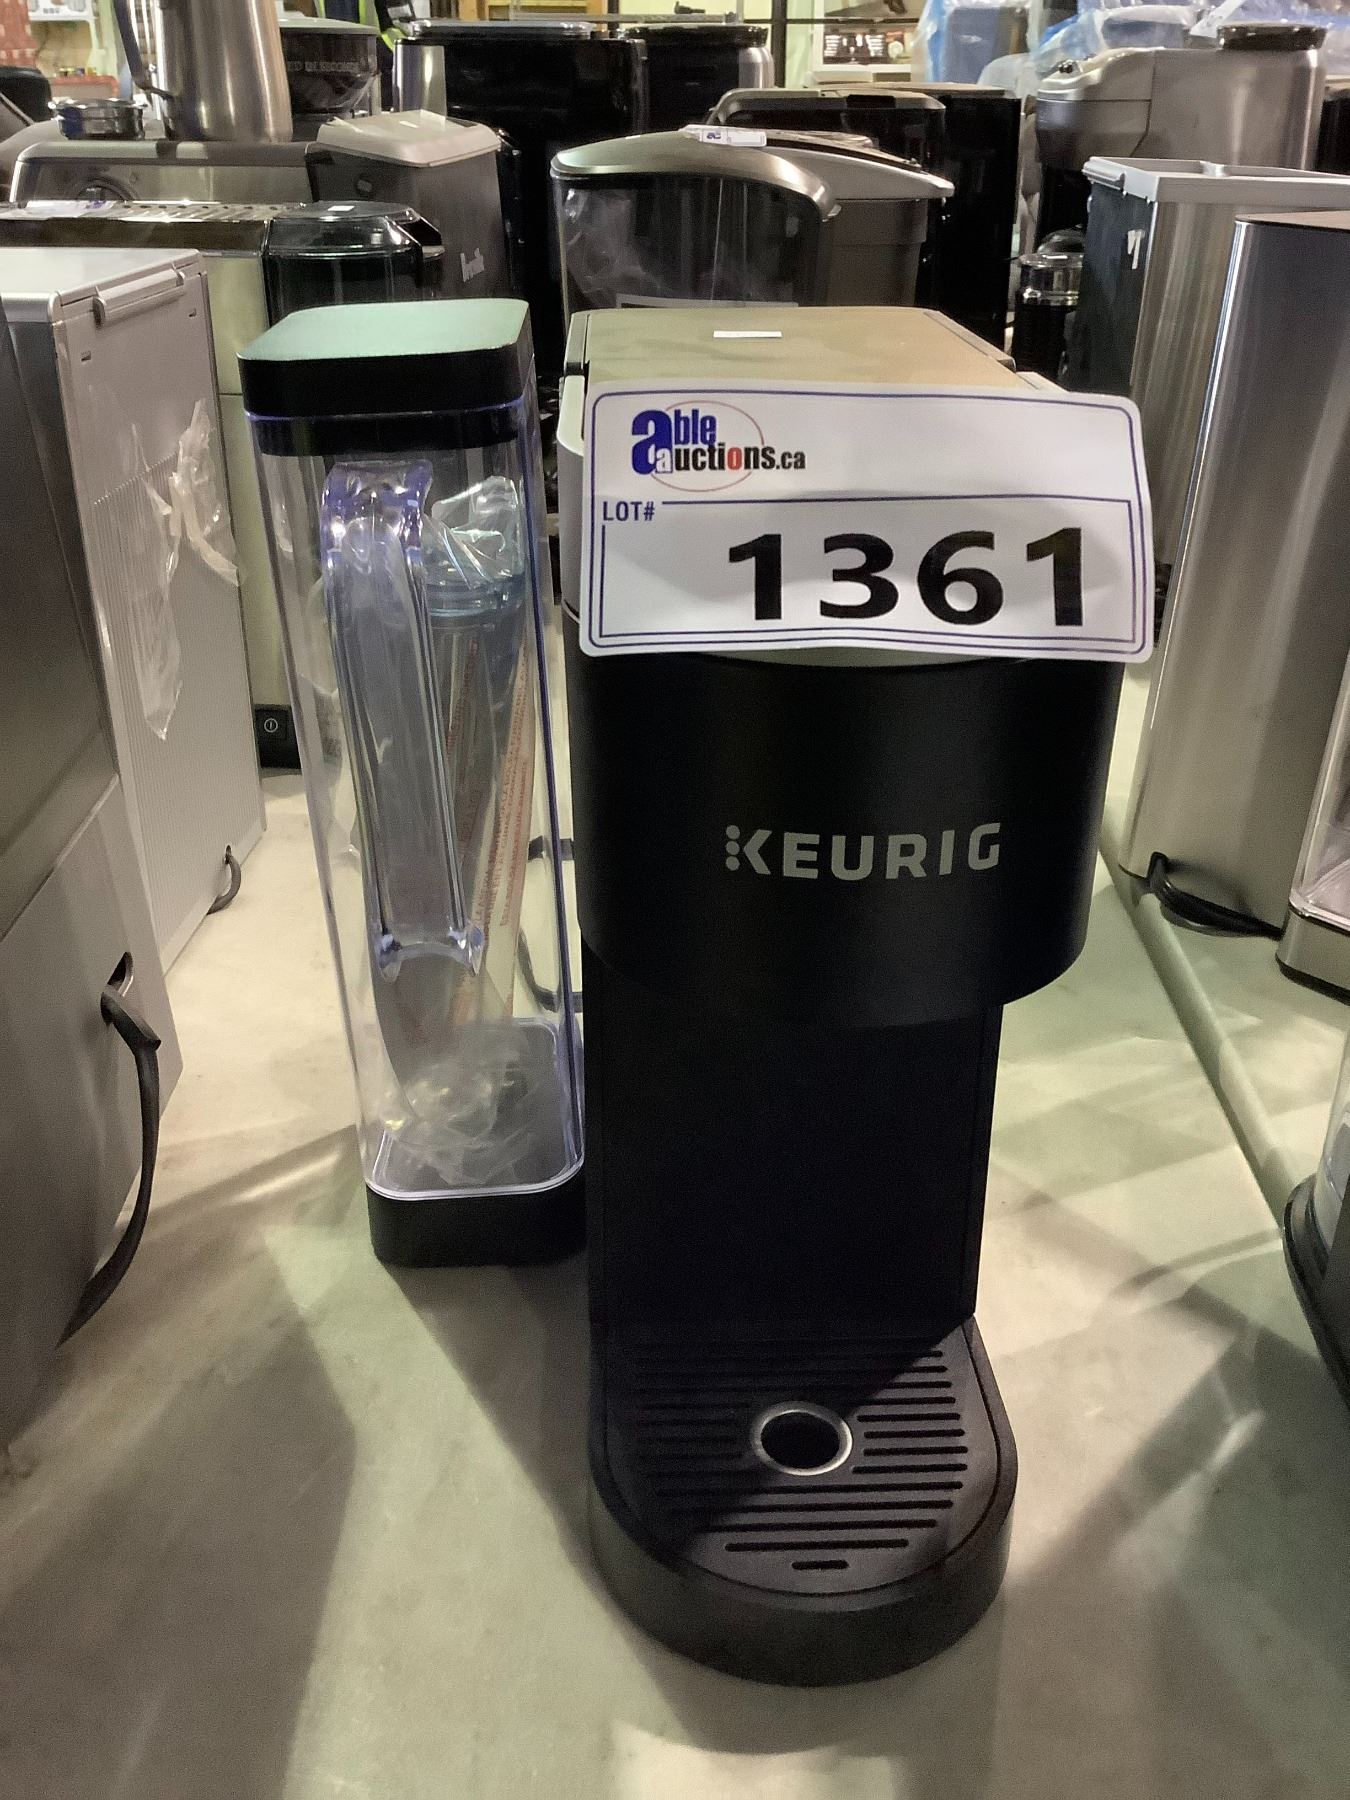 able
auctions.ca
LOT#
1361
KEURIG